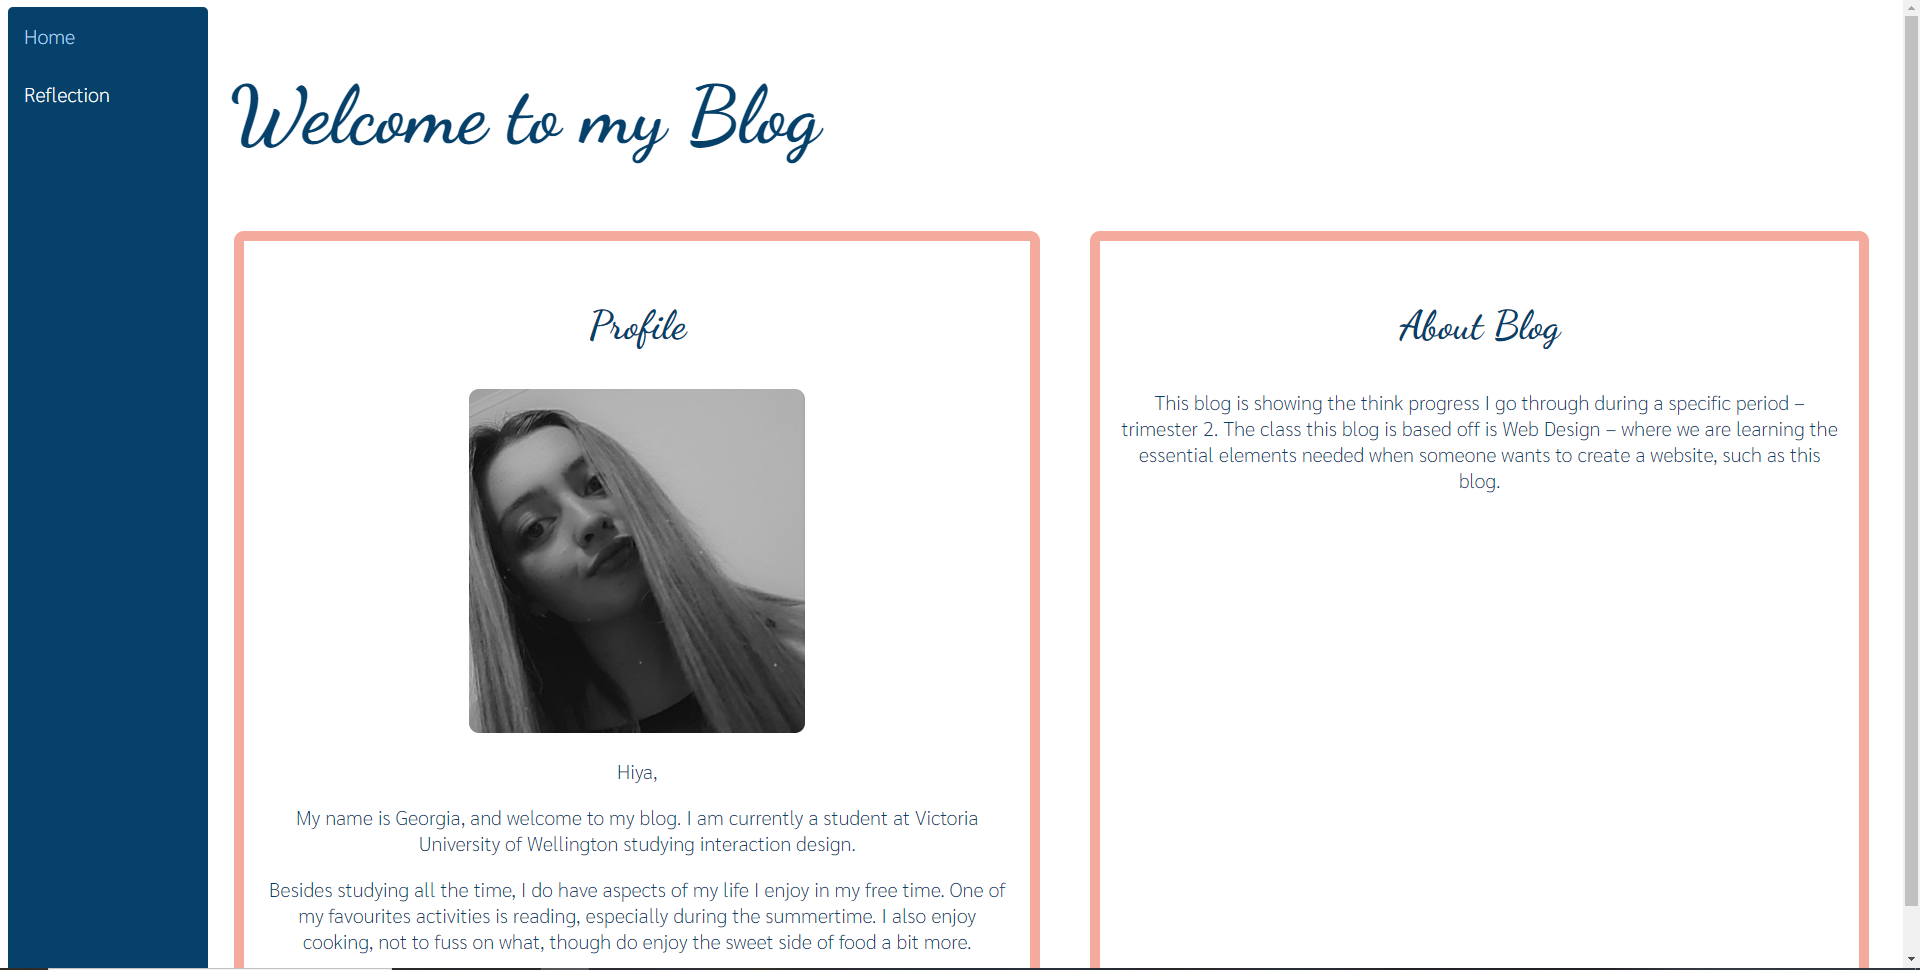 Home
Reflection
Welcome to my Blog
Profile
Hiya,
My name is Georgia, and welcome to my blog. I am currently a student at Victoria
University of Wellington studying interaction design.
Besides studying all the time, I do have aspects of my life I enjoy in my free time. One of
my favourites activities is reading, especially during the summertime. I also enjoy
cooking, not to fuss on what, though do enjoy the sweet side of food a bit more.
About Blog
This blog is showing the think progress I go through during a specific period –
trimester 2. The class this blog is based off is Web Design – where we are learning the
essential elements needed when someone wants to create a website, such as this
blog.